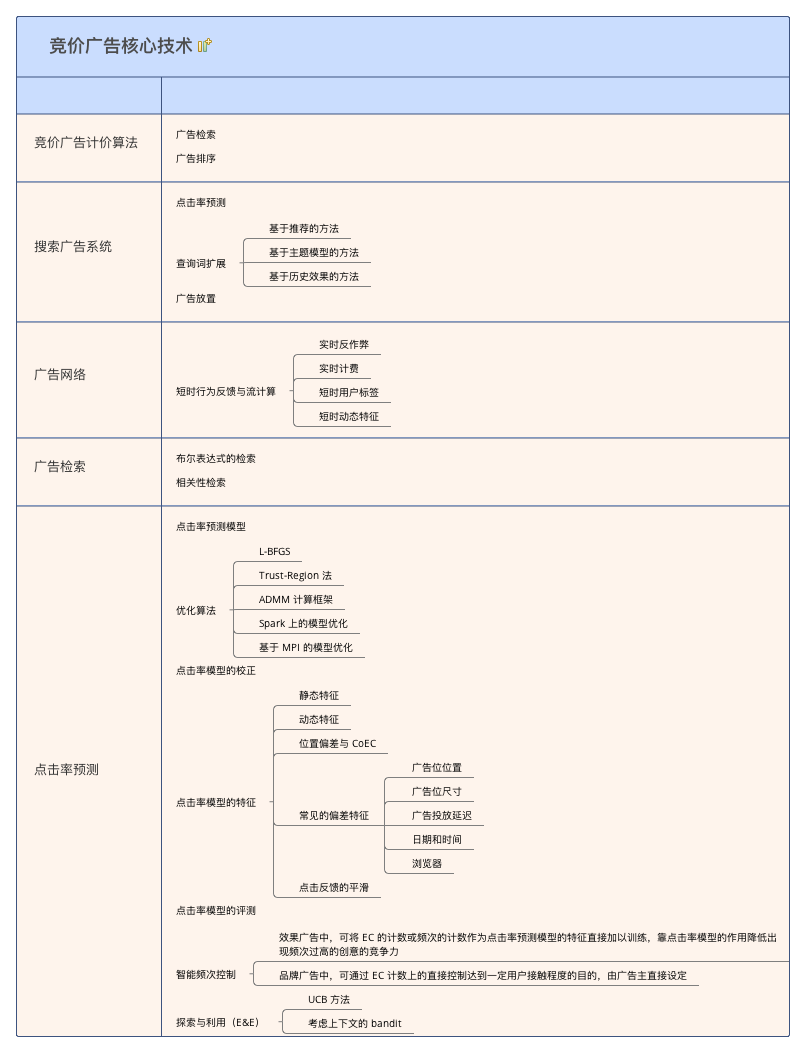 竞价广告核心技术
竞价广告计价算法
广告检索
广告排序
搜索广告系统
点击率预测
查询词扩展
基于推荐的方法
基于主题模型的方法
基于历史效果的方法
广告放置
广告网络
短时行为反馈与流计算
实时反作弊
实时计费
短时用户标签
短时动态特征
广告检索
布尔表达式的检索
相关性检索
点击率预测
点击率预测模型
优化算法
L-BFGS
Trust-Region 法
ADMM 计算框架
Spark 上的模型优化
基于 MPI 的模型优化
点击率模型的校正
点击率模型的特征
静态特征
动态特征
位置偏差与 CoEC
常见的偏差特征
广告位位置
广告位尺寸
广告投放延迟
日期和时间
浏览器
点击反馈的平滑
点击率模型的评测
智能频次控制
效果广告中，可将 EC 的计数或频次的计数作为点击率预测模型的特征直接加以训练，靠点击率模型的作用降低出
现频次过高的创意的竞争力
品牌广告中，可通过 EC 计数上的直接控制达到一定用户接触程度的目的，由广告主直接设定
探索与利用（E&E）
UCB 方法
考虑上下文的 bandit